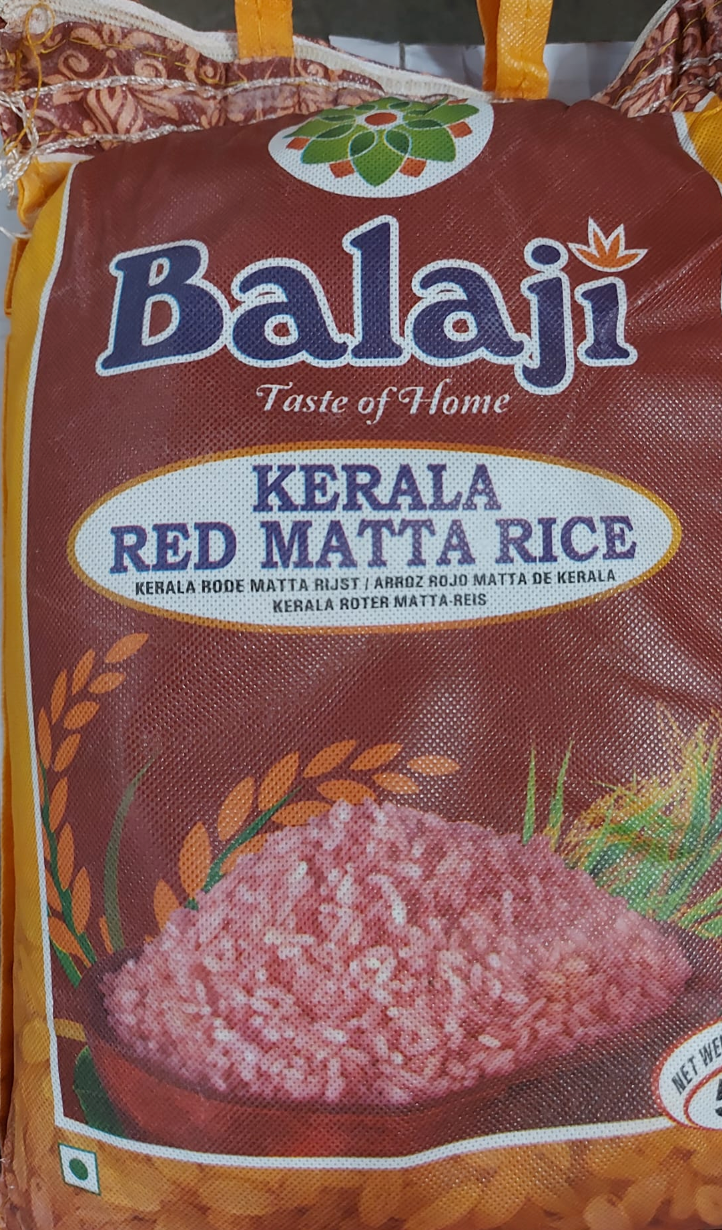 Balaji
Taste of Home
KERALA
RED MATTA RICE
KERALA RODE MATTA RIJST / ARROZ ROJO MATTA DE KERALA
KERALA ROTER MATTA-REIS
NET